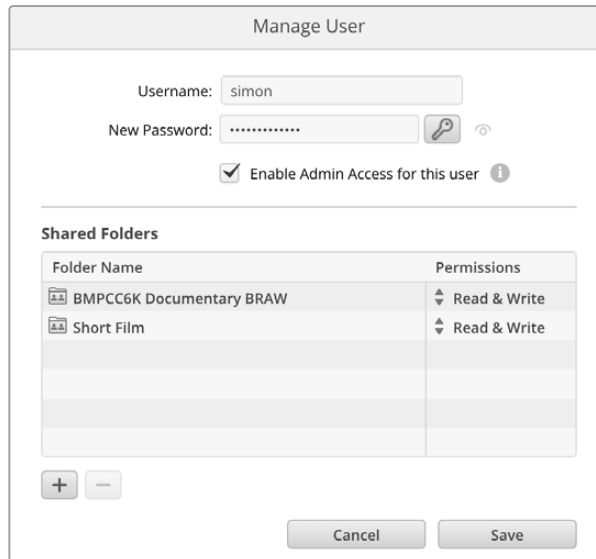 Manage User
Username: simon
New Password: •••••••••••••
Enable Admin Access for this user
Shared Folders
Folder Name Permissions
BMPCC6K Documentary BRAW Read & Write
Short Film Read & Write
Cancel Save